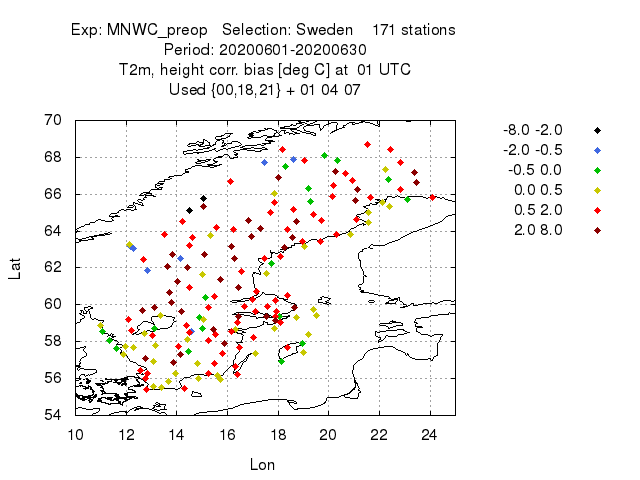 Exp: MNWC_preop   Selection: Sweden    171 stations
Period: 20200601-20200630
T2m, height corr. bias [deg C] at  01 UTC
Used {00,18,21} + 01 04 07
70
68
66
64
62
60
58
56
54
Lat
10 12 14 16 18 20 22 24
Lon
-8.0 -2.0
-2.0 -0.5
-0.5 0.0
0.0 0.5
0.5 2.0
2.0 8.0